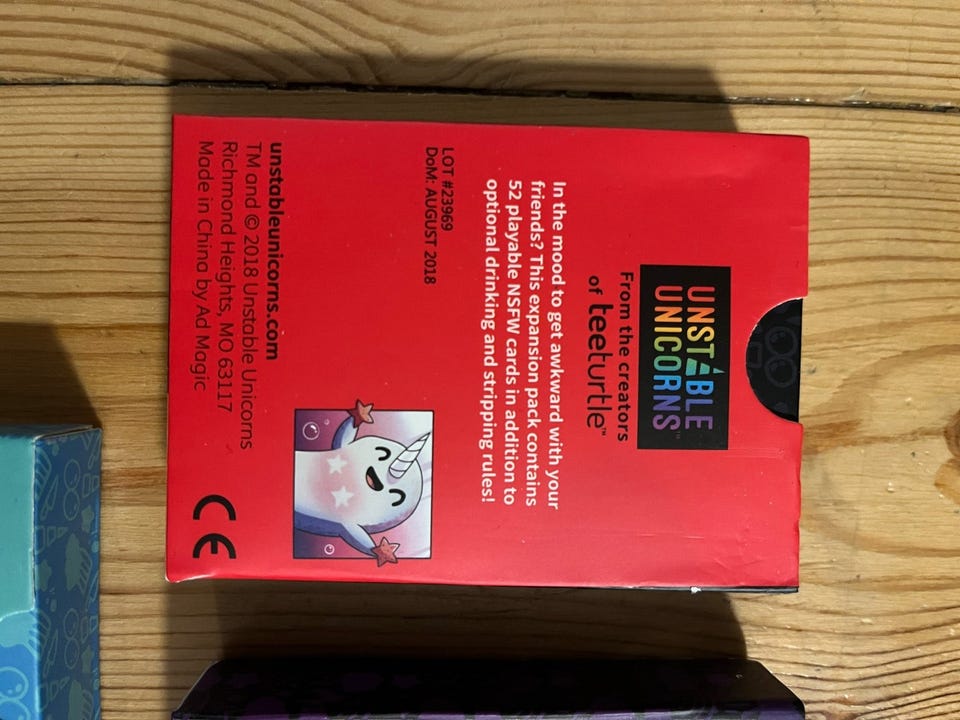 UNSTABLE
UNICORNS™
From the creators
of teeturtle™
In the mood to get awkward with your
friends? This expansion pack contains
52 playable NSFW cards in addition to
optional drinking and stripping rules!
LOT #23969
DoM: AUGUST 2018
unstableunicorns.com
TM and © 2018 Unstable Unicorns
Richmond Heights, MO 63117
Made in China by Ad Magic
CE